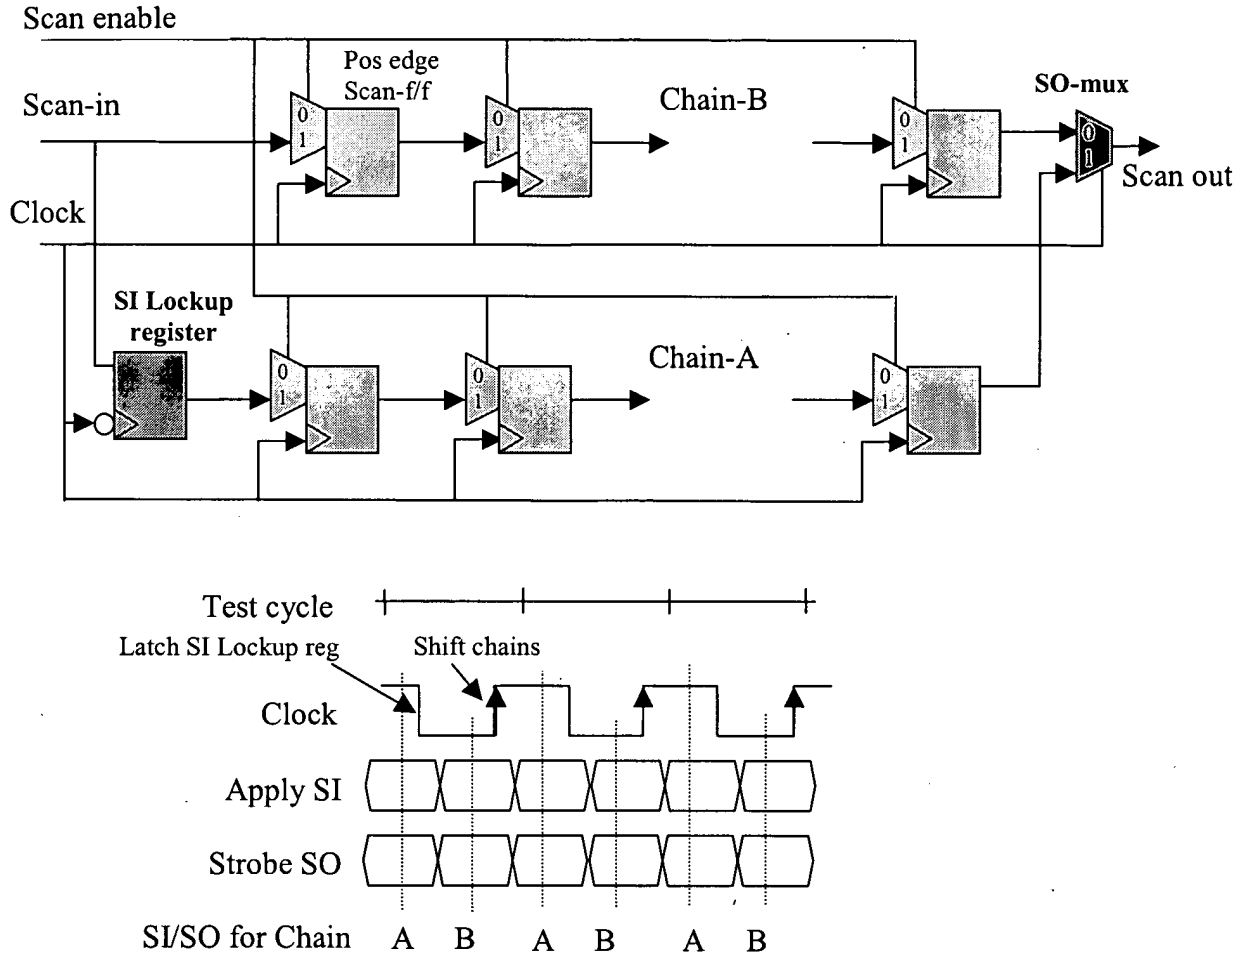 Scan enable
Pos edge
Scan-f/f
Scan-in
Chain-B
SO-mux
0
1
0
1
0
1
0
1
Scan out
Clock
SI Lockup
register
Chain-A
0
1
0
1
0
1
Test cycle
Latch SI Lockup reg
Shift chains
Clock
Apply SI
Strobe SO
SI/SO for Chain A B A B A B